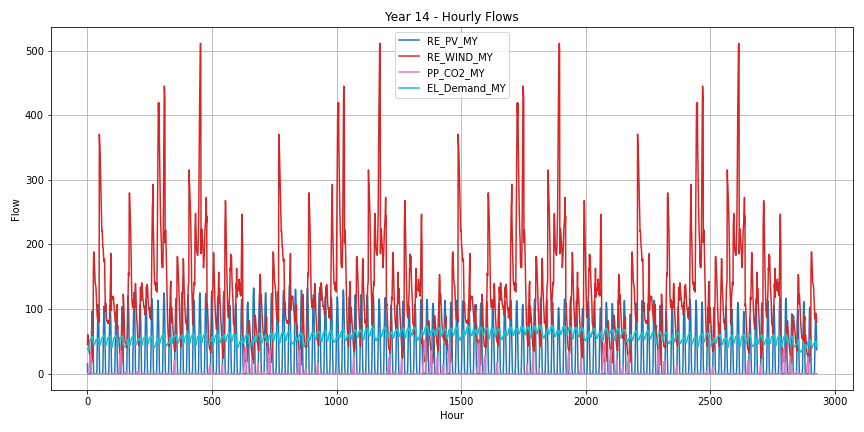 Year 14 - Hourly Flows
RE_PV_MY
RE_WIND_MY
PP_CO2_MY
EL_Demand_MY
Flow
500
400
300
200
100
0
0
500
1000
1500
2000
2500
3000
Hour